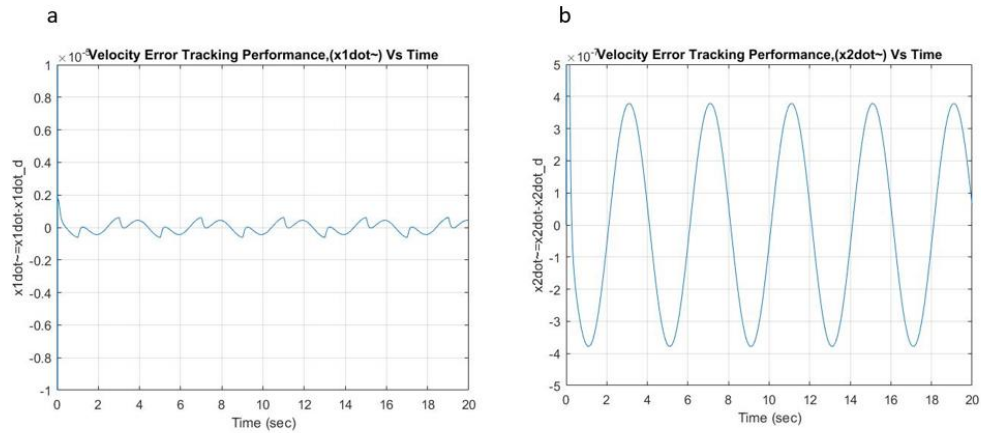 a
×10⁻⁵ Velocity Error Tracking Performance,(x1dot~) Vs Time
1
0.8
0.6
0.4
0.2
0
-0.2
-0.4
-0.6
-0.8
-1
x1dot~=x1dot-x1dot_d
0 2 4 6 8 10 12 14 16 18 20
Time (sec)
b
×10⁻⁷ Velocity Error Tracking Performance,(x2dot~) Vs Time
5
4
3
2
1
0
-1
-2
-3
-4
-5
x2dot~=x2dot-x2dot_d
0 2 4 6 8 10 12 14 16 18 20
Time (sec)